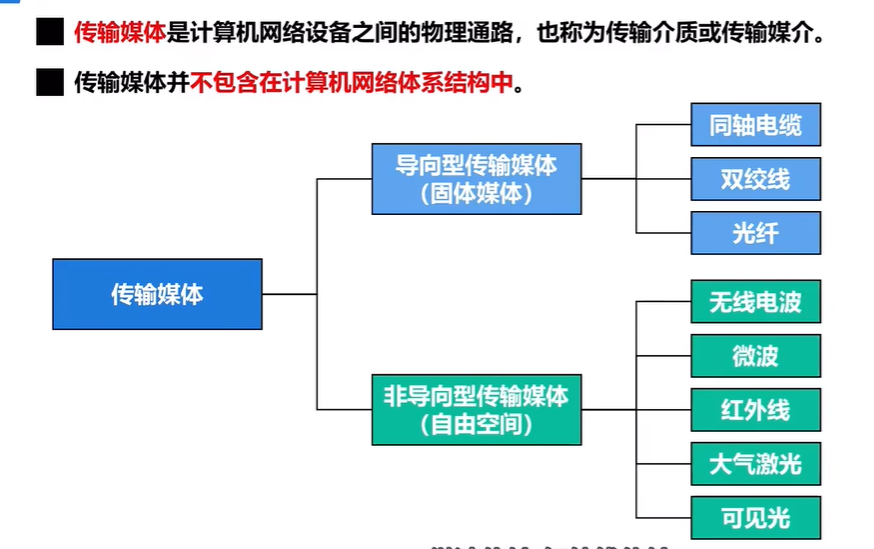 传输媒体是计算机网络设备之间的物理通路，也称为传输介质或传输媒介。
传输媒体并不包含在计算机网络体系结构中。
传输媒体
导向型传输媒体
（固体媒体）
同轴电缆
双绞线
光纤
非导向型传输媒体
（自由空间）
无线电波
微波
红外线
大气激光
可见光